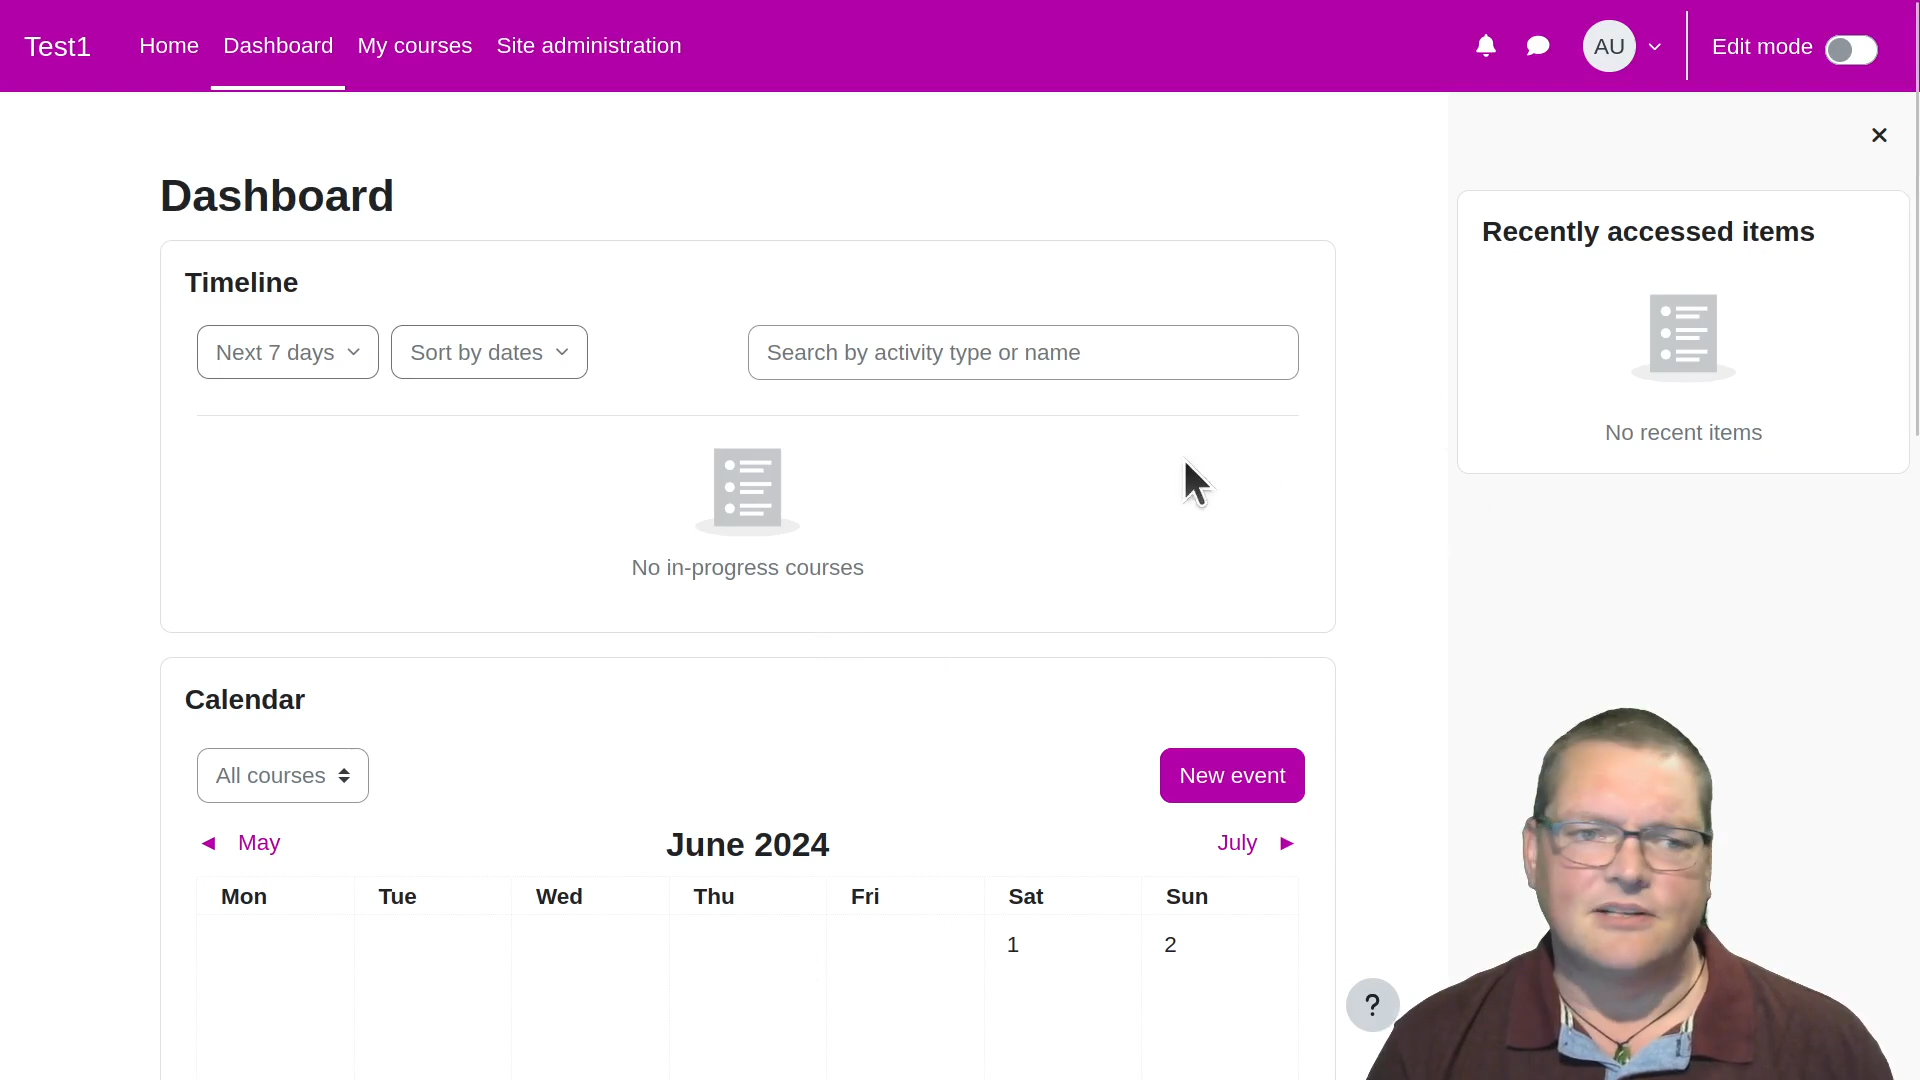 Test1 Home Dashboard My courses Site administration AU Edit mode
Dashboard
Timeline
Next 7 days Sort by dates Search by activity type or name
No in-progress courses
Recently accessed items
No recent items
Calendar
All courses New event
◄ May June 2024 July ►
Mon Tue Wed Thu Fri Sat Sun
1 2
?